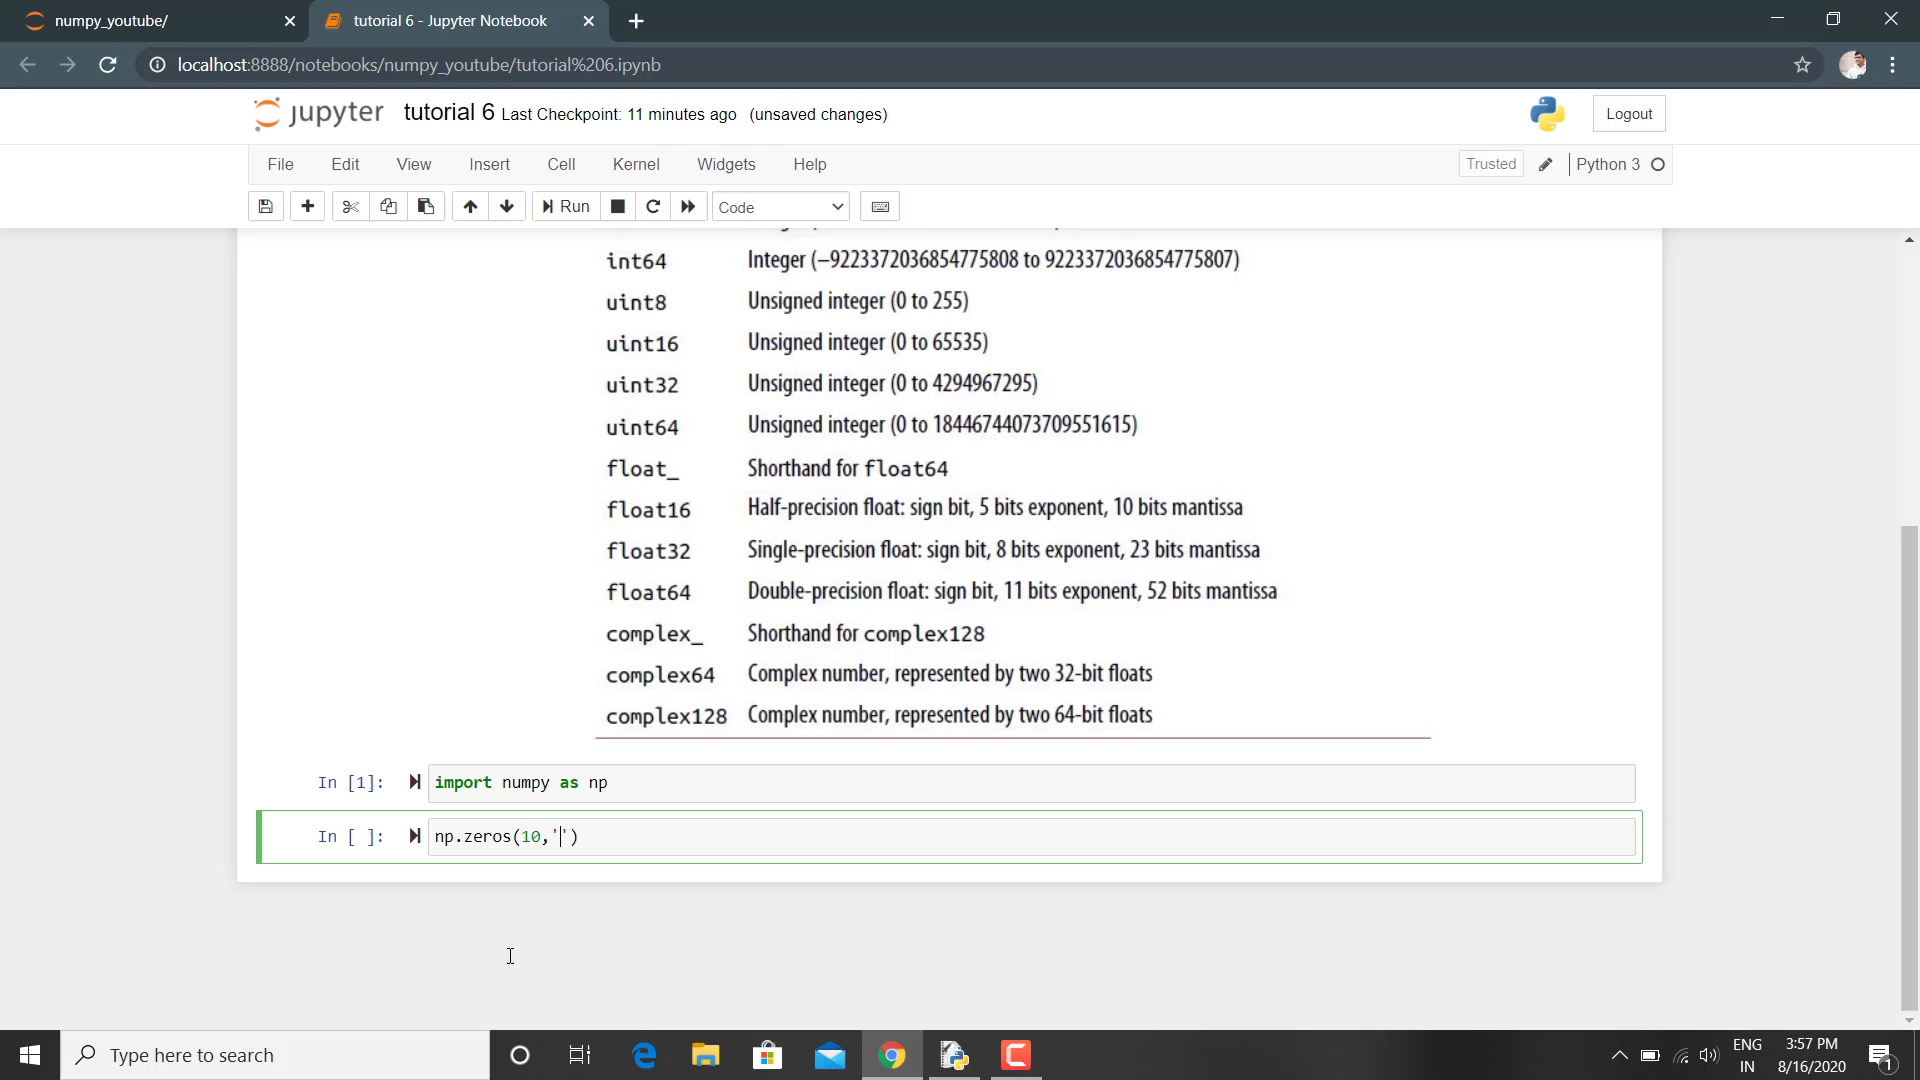 numpy_youtube/
tutorial 6 - Jupyter Notebook
localhost:8888/notebooks/numpy_youtube/tutorial%206.ipynb
jupyter tutorial 6 Last Checkpoint: 11 minutes ago (unsaved changes)
Logout
File Edit View Insert Cell Kernel Widgets Help
Trusted Python 3
Run Code
int64 Integer (–9223372036854775808 to 9223372036854775807)
uint8 Unsigned integer (0 to 255)
uint16 Unsigned integer (0 to 65535)
uint32 Unsigned integer (0 to 4294967295)
uint64 Unsigned integer (0 to 18446744073709551615)
float_ Shorthand for float64
float16 Half-precision float: sign bit, 5 bits exponent, 10 bits mantissa
float32 Single-precision float: sign bit, 8 bits exponent, 23 bits mantissa
float64 Double-precision float: sign bit, 11 bits exponent, 52 bits mantissa
complex_ Shorthand for complex128
complex64 Complex number, represented by two 32-bit floats
complex128 Complex number, represented by two 64-bit floats
In [1]: import numpy as np
In [ ]: np.zeros(10,'')
Type here to search
ENG
IN
3:57 PM
8/16/2020
1